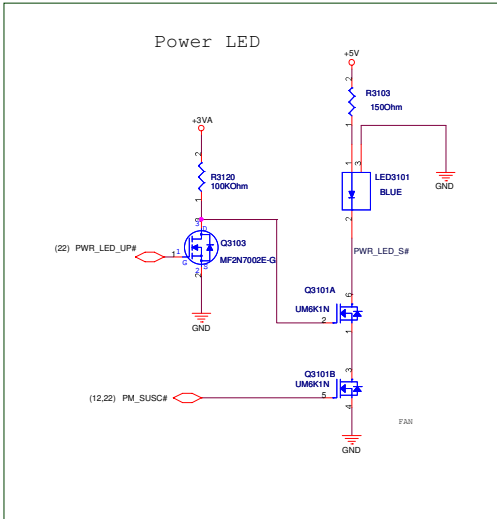 Power LED
+5V
2
R3103
150Ohm
1
+3VA
2
R3120
100KOhm
1
1
3
LED3101
BLUE
GND
2
3
D
Q3103
(22) PWR_LED_UP#
1
G
MF2N7002E-G
S
2
GND
PWR_LED_S#
Q3101A
6
UM6K1N
2
1
Q3101B
3
UM6K1N
(12,22) PM_SUSC#
5
4
FAN
GND